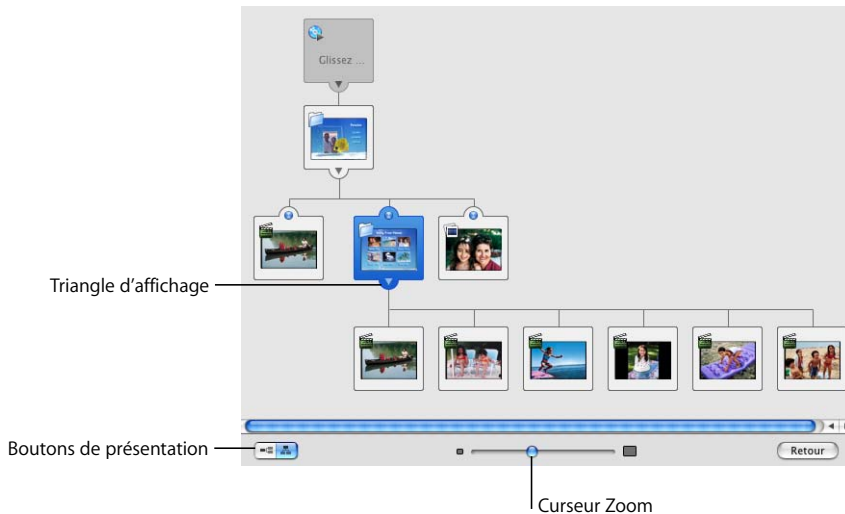 Glissez ...
Triangle d'affichage
Boutons de présentation
Retour
Curseur Zoom